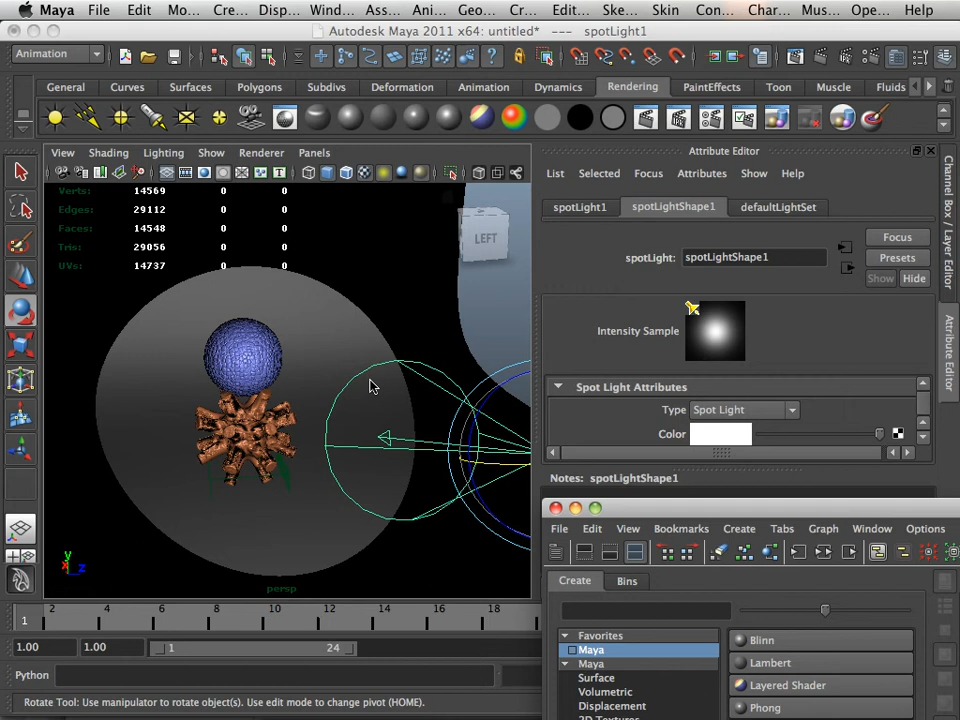 Maya File Edit Mod... Cre... Disp... Wind... Ass... Ani... Geo... Cr... Edit... Ske... Skin Con... Char... Mus... Ope... Help
Autodesk Maya 2011 x64: untitled* --- spotLight1
Animation
General Curves Surfaces Polygons Subdivs Deformation Animation Dynamics Rendering PaintEffects Toon Muscle Fluids
View Shading Lighting Show Renderer Panels
Verts: 14569 0 0
Edges: 29112 0 0
Faces: 14548 0 0
Tris: 29056 0 0
UVs: 14737 0 0
LEFT
y
x z
persp
Attribute Editor
List Selected Focus Attributes Show Help
spotLight1 spotLightShape1 defaultLightSet
spotLight: spotLightShape1
Focus
Presets
Show Hide
Intensity Sample
Spot Light Attributes
Type Spot Light
Color
Notes: spotLightShape1
Channel Box / Layer Editor
Attribute Editor
File Edit View Bookmarks Create Tabs Graph Window Options
Create Bins
Favorites
Maya
Maya
Surface
Volumetric
Displacement
2D Textures
Blinn
Lambert
Layered Shader
Phong
2 4 6 8 10 12 14 16 18
1
1.00 1.00 1 24
Python
Rotate Tool: Use manipulator to rotate object(s). Use edit mode to change pivot (HOME).